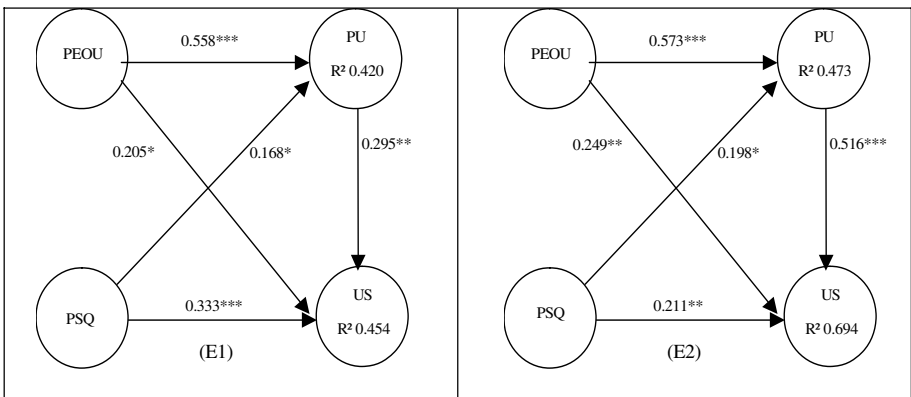 PEOU
0.558***
PU
R² 0.420
0.205*
0.168*
0.295**
PSQ
0.333***
US
R² 0.454
(E1)
PEOU
0.573***
PU
R² 0.473
0.249**
0.198*
0.516***
PSQ
0.211**
US
R² 0.694
(E2)